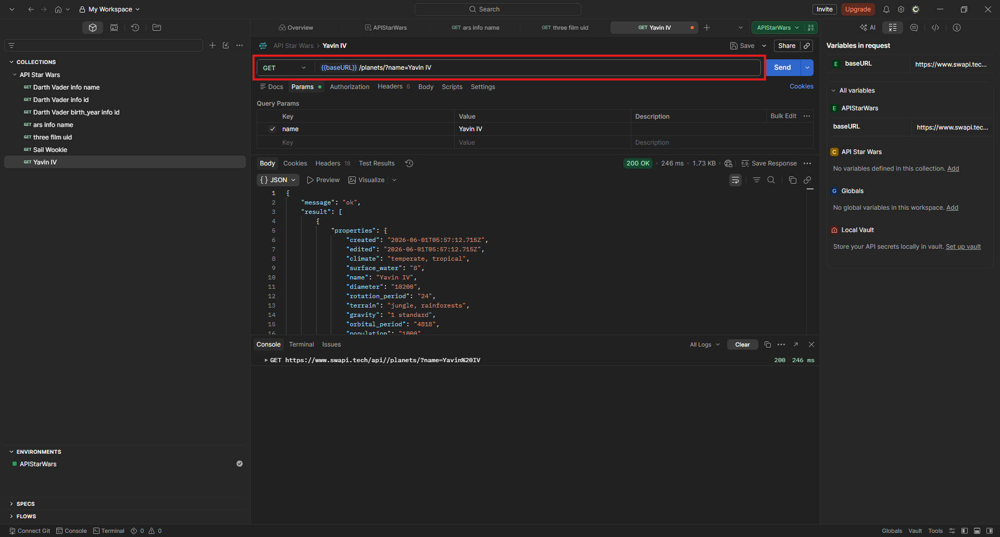 My Workspace
Search
Invite
Upgrade
Overview
APIStarWars
GET ars info name
GET three film uid
GET Yavin IV
APIStarWars
AI
COLLECTIONS
API Star Wars
GET Darth Vader info name
GET Darth Vader info id
GET Darth Vader birth_year info id
GET ars info name
GET three film uid
GET Sail Wookie
GET Yavin IV
ENVIRONMENTS
APIStarWars
SPECS
FLOWS
HTTP API Star Wars > Yavin IV
Save
Share
GET {{baseURL}} /planets/?name=Yavin IV
Send
Docs Params Authorization Headers 6 Body Scripts Settings
Cookies
Query Params
Key Value Description Bulk Edit
name Yavin IV
Key Value Description
Body Cookies Headers 18 Test Results
200 OK • 246 ms • 1.73 KB
e.g. Save Response
{} JSON Preview Visualize
1 {
2 "message": "ok",
3 "result": [
4 {
5 "properties": {
6 "created": "2026-06-01T05:57:12.715Z",
7 "edited": "2026-06-01T05:57:12.715Z",
8 "climate": "temperate, tropical",
9 "surface_water": "8",
10 "name": "Yavin IV",
11 "diameter": "10200",
12 "rotation_period": "24",
13 "terrain": "jungle, rainforests",
14 "gravity": "1 standard",
15 "orbital_period": "4818",
16 "population": "1000"
Console Terminal Issues
All Logs
Clear
GET https://www.swapi.tech/api//planets/?name=Yavin%20IV
200 246 ms
Variables in request
E baseURL https://www.swapi.tec...
All variables
E APIStarWars
baseURL https://www.swapi.tec...
C API Star Wars
No variables defined in this collection. Add
G Globals
No global variables in this workspace. Add
Local Vault
Store your API secrets locally in vault. Set up vault
Connect Git Console Terminal 0 0
Globals Vault Tools